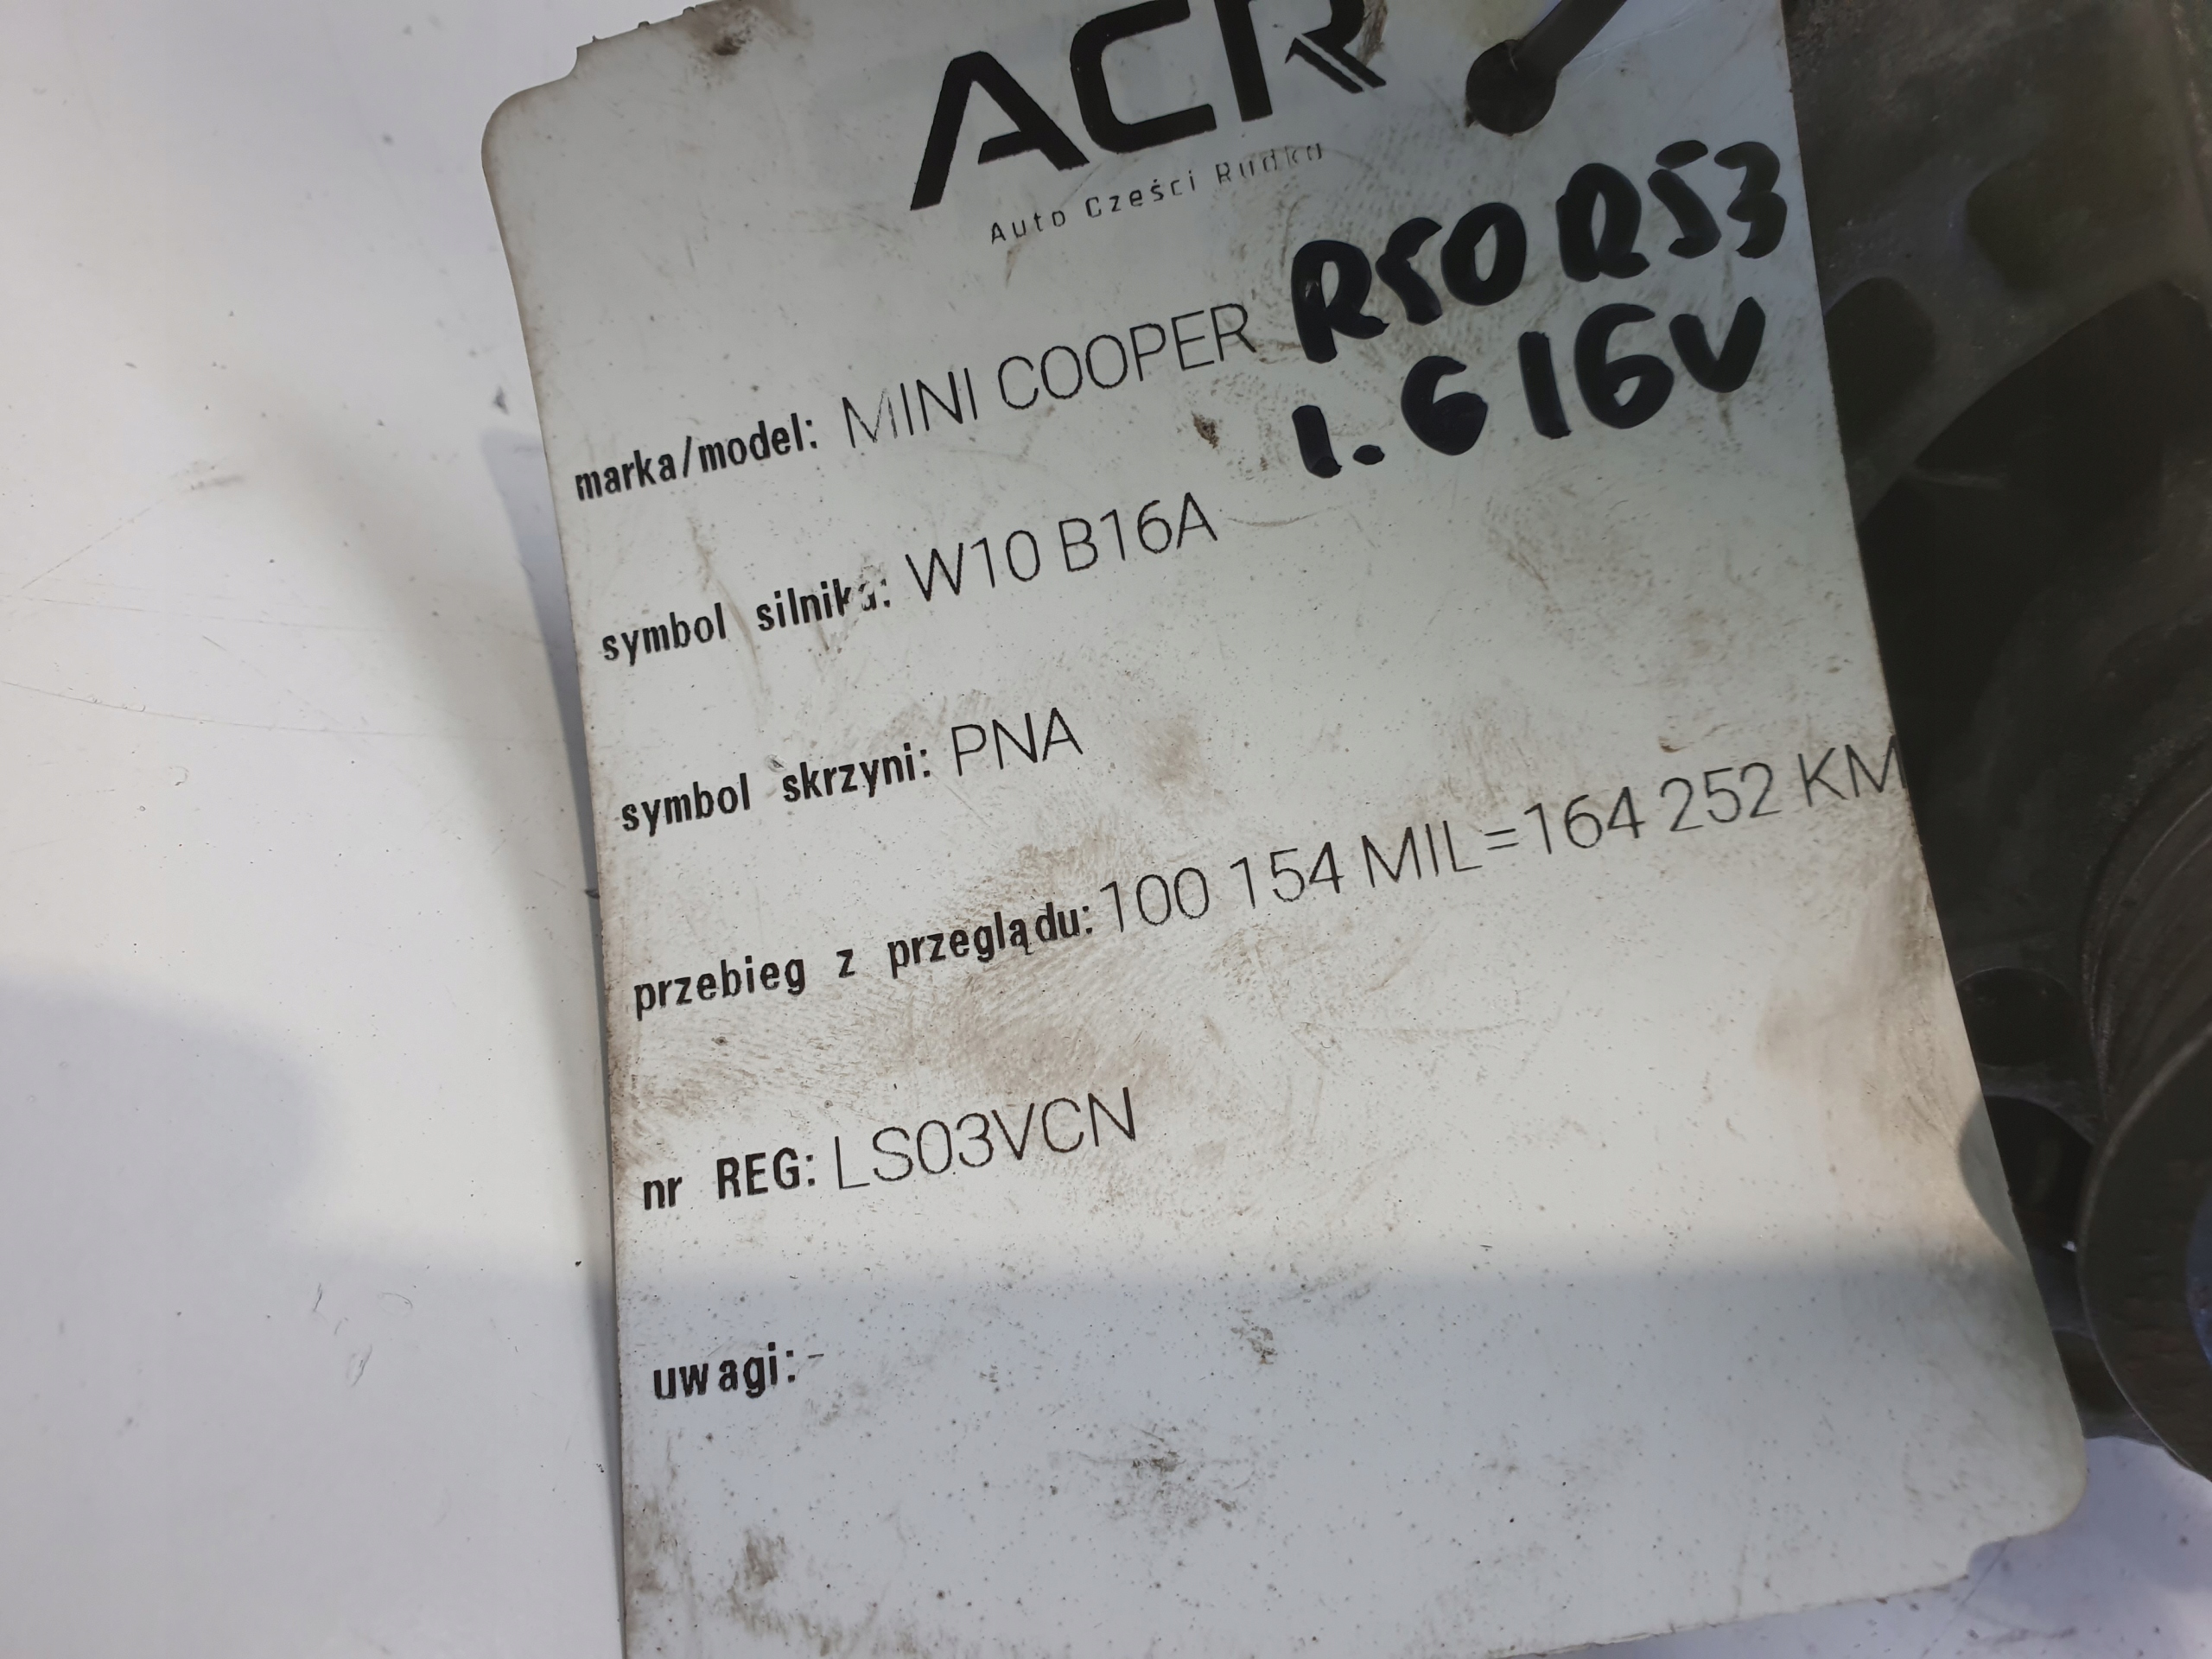 ACR
Auto Części Rudka
marka/model: MINI COOPER R50 R53
1.6 16V
symbol silnika: W10 B16A
symbol skrzyni: PNA
przebieg z przeglądu: 100 154 MIL=164 252 KM
nr REG: LS03VCN
uwagi: -